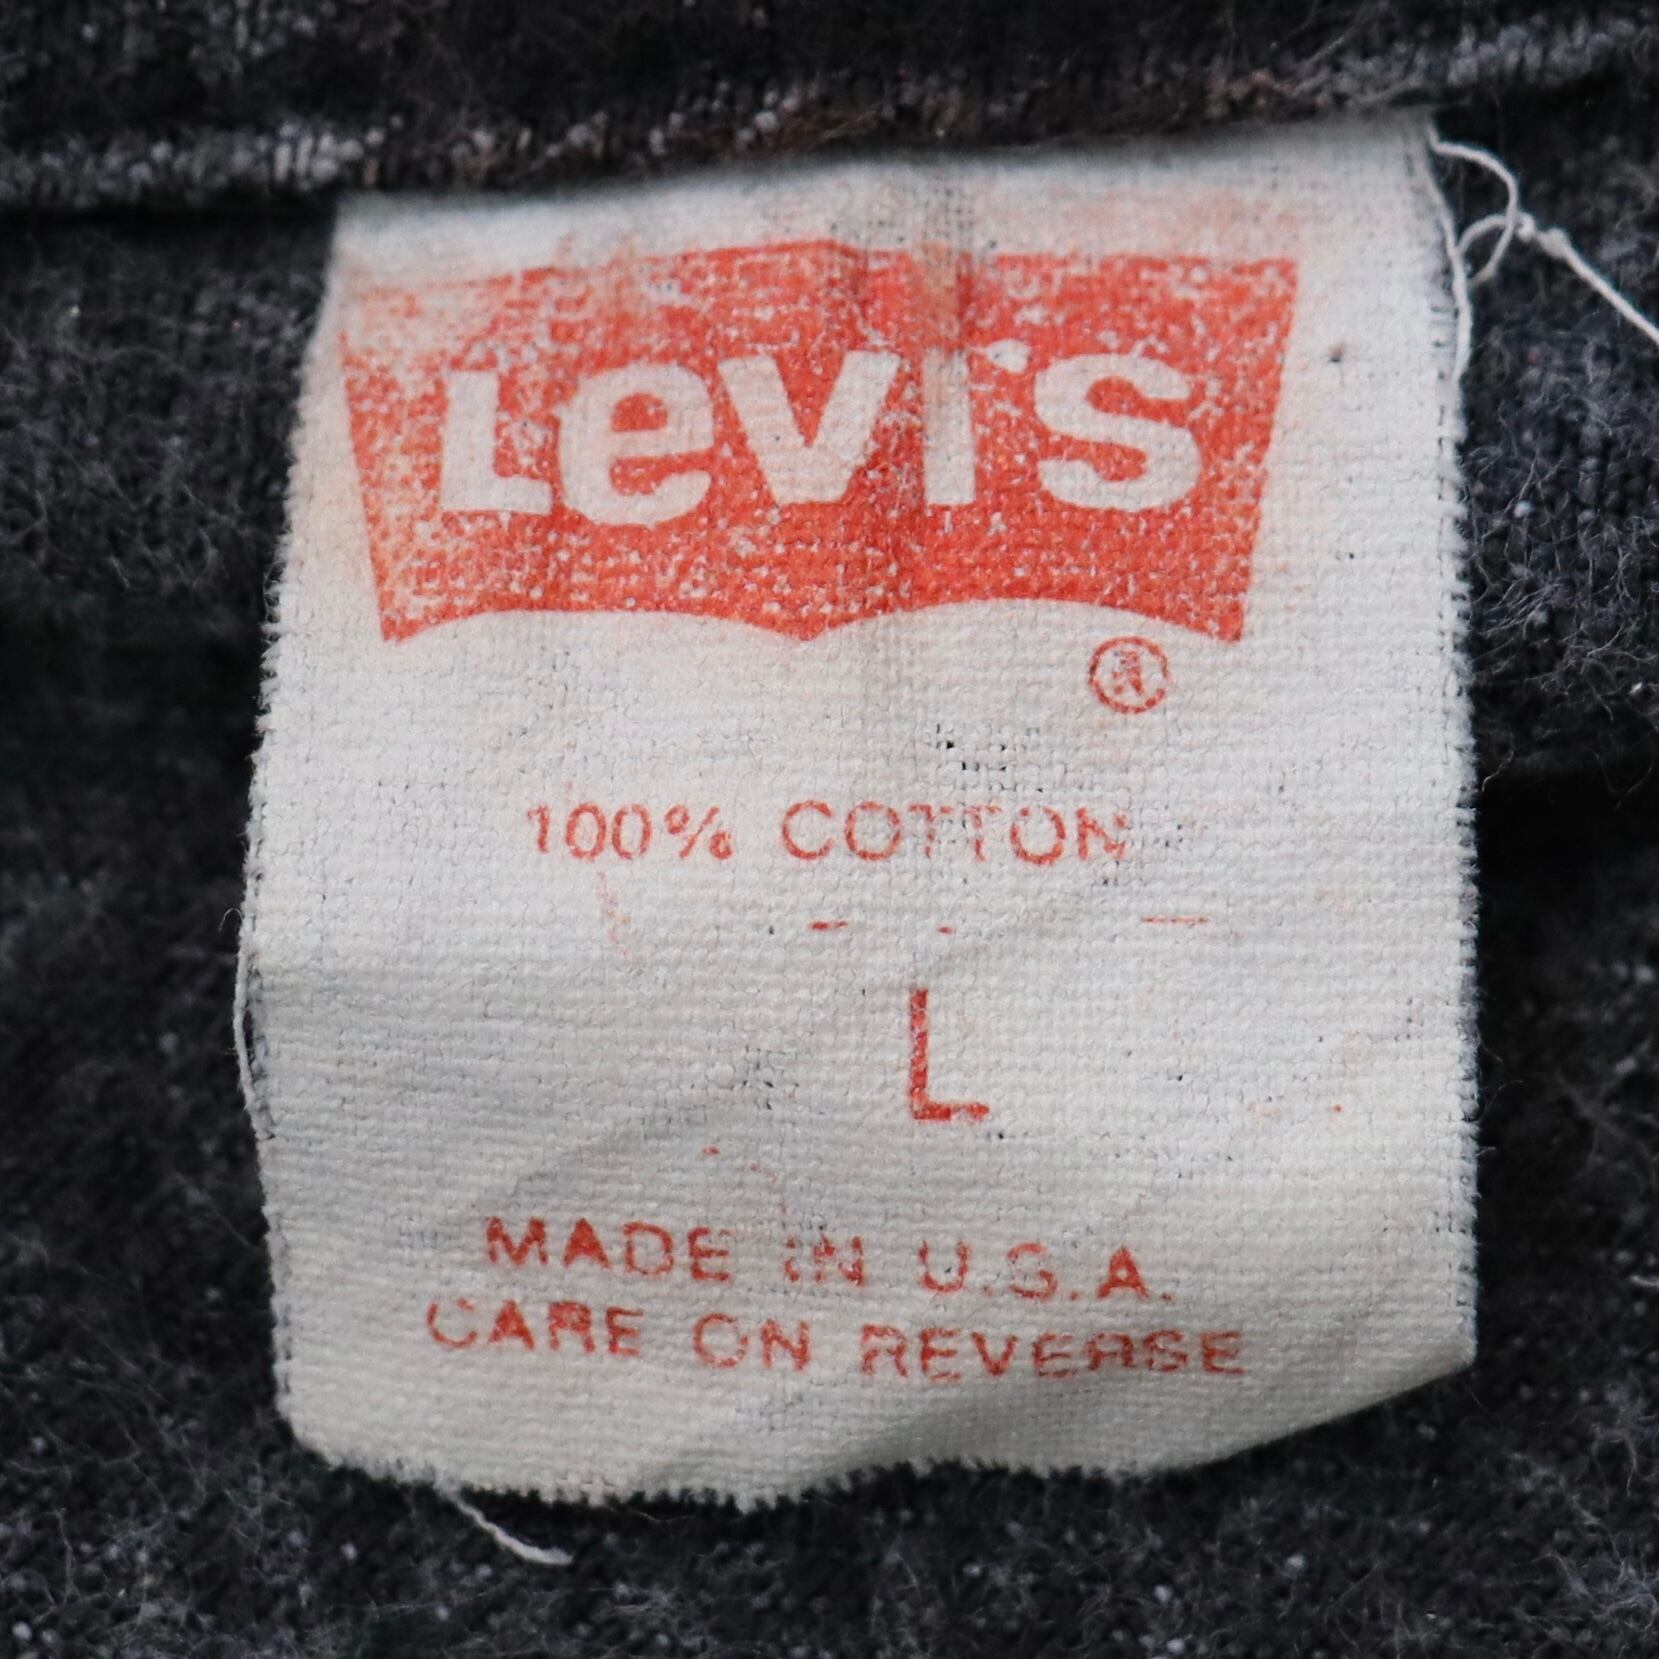 Levi's
®
100% COTTON
L
MADE IN U.S.A.
CARE ON REVERSE